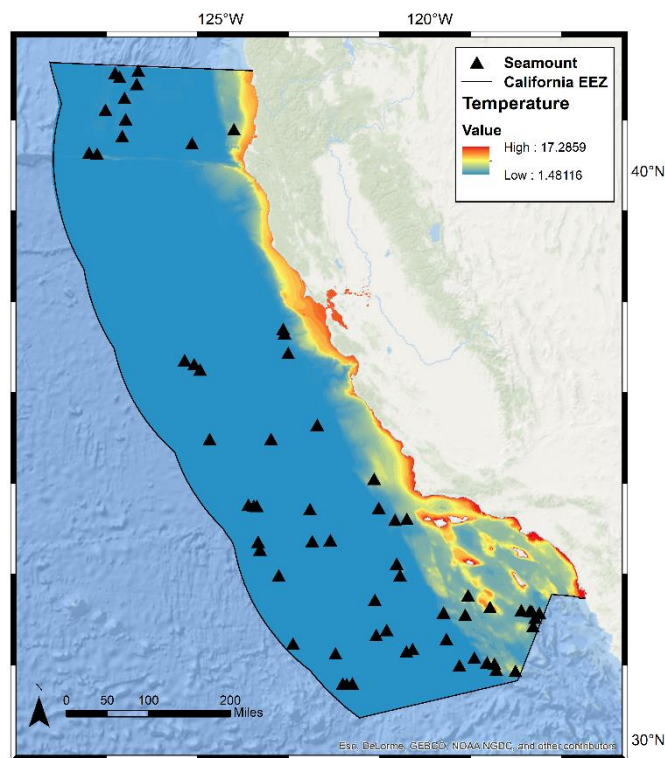 125°W 120°W
Seamount
California EEZ
Temperature
Value
High : 17.2859
Low : 1.48116
40°N
N
0 50 100 200
Miles
30°N
Esri, DeLorme, GEBCO, NOAA NGDC, and other contributors